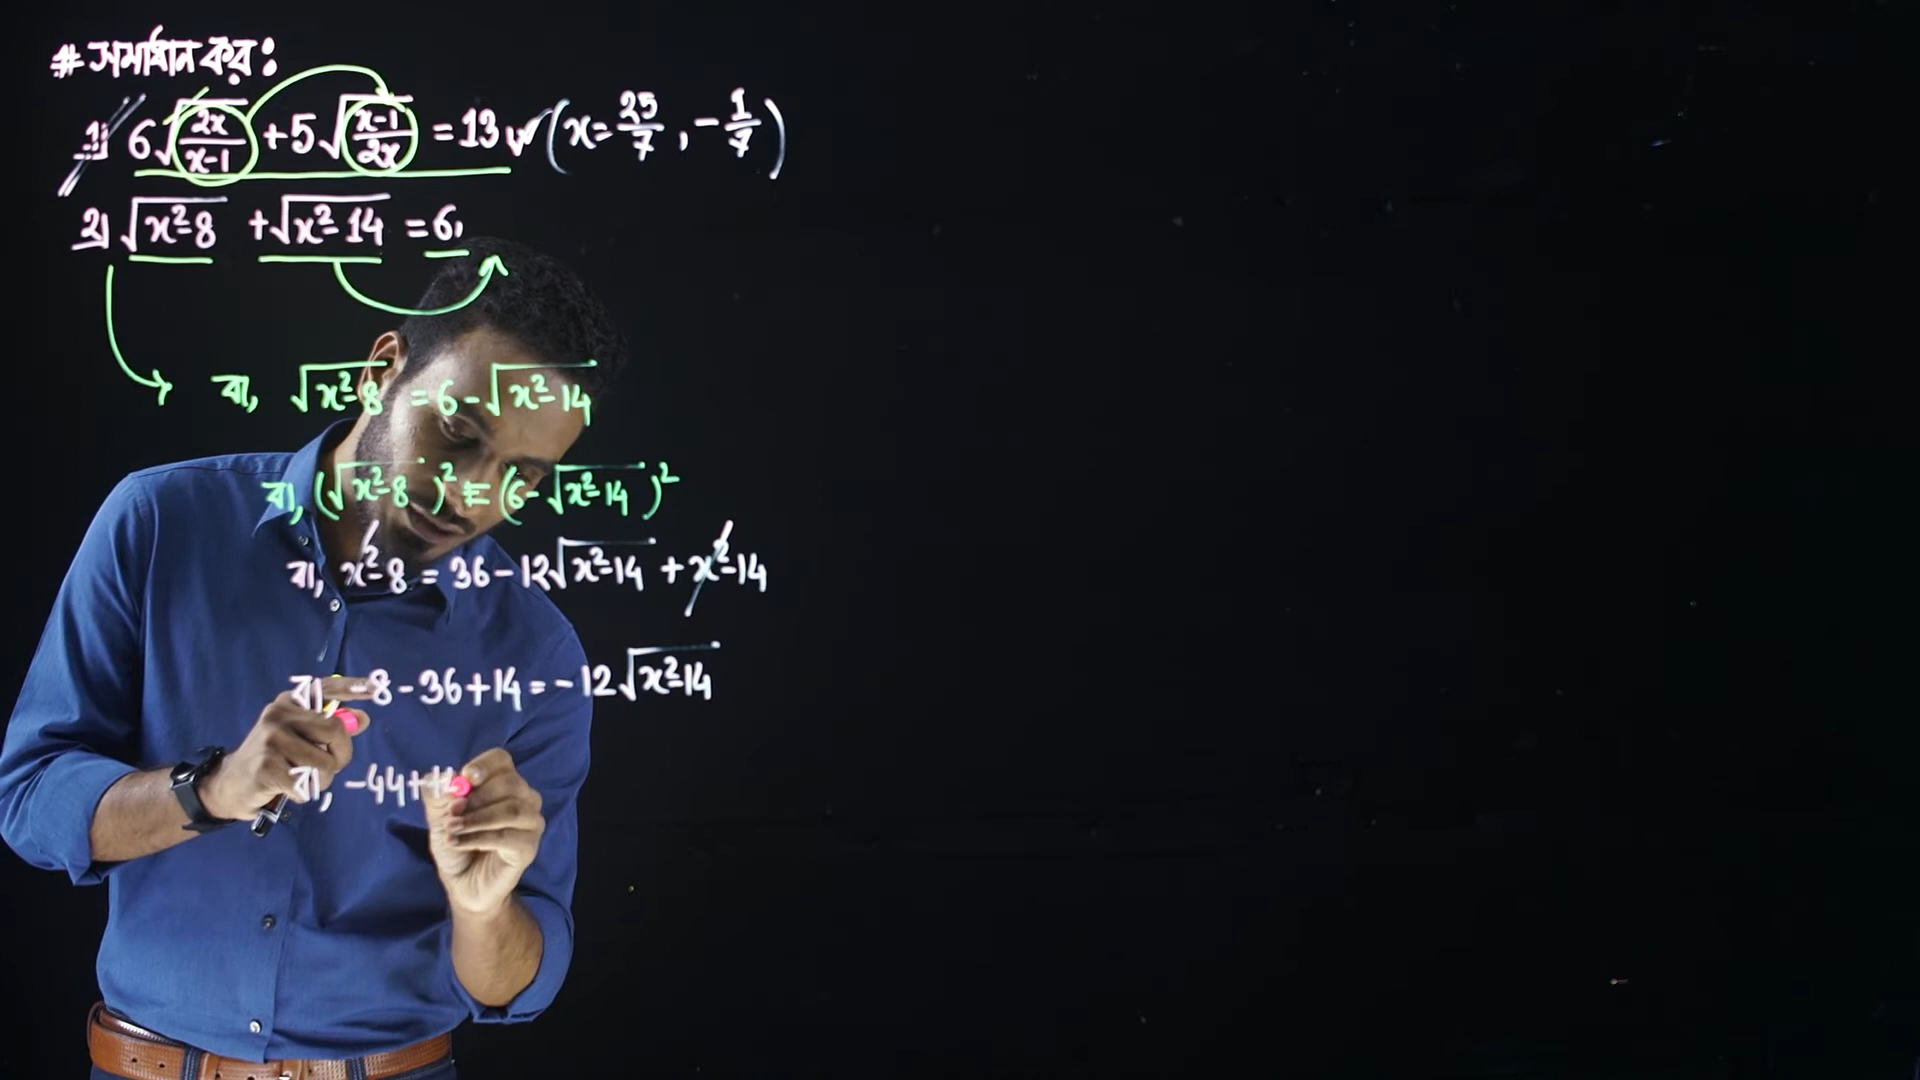 # সমাধান কর:
১) 6√(2x/(x-1)) + 5√((x-1)/2x) = 13 (x = 25/7, -1/7)
২) √(x²-8) + √(x²-14) = 6,
বা, √(x²-8) = 6-√(x²-14)
বা, (√(x²-8))² = (6-√(x²-14))²
বা, x²-8 = 36-12√(x²-14) + x²-14
বা, -8-36+14 = -12√(x²-14)
বা, -44+14